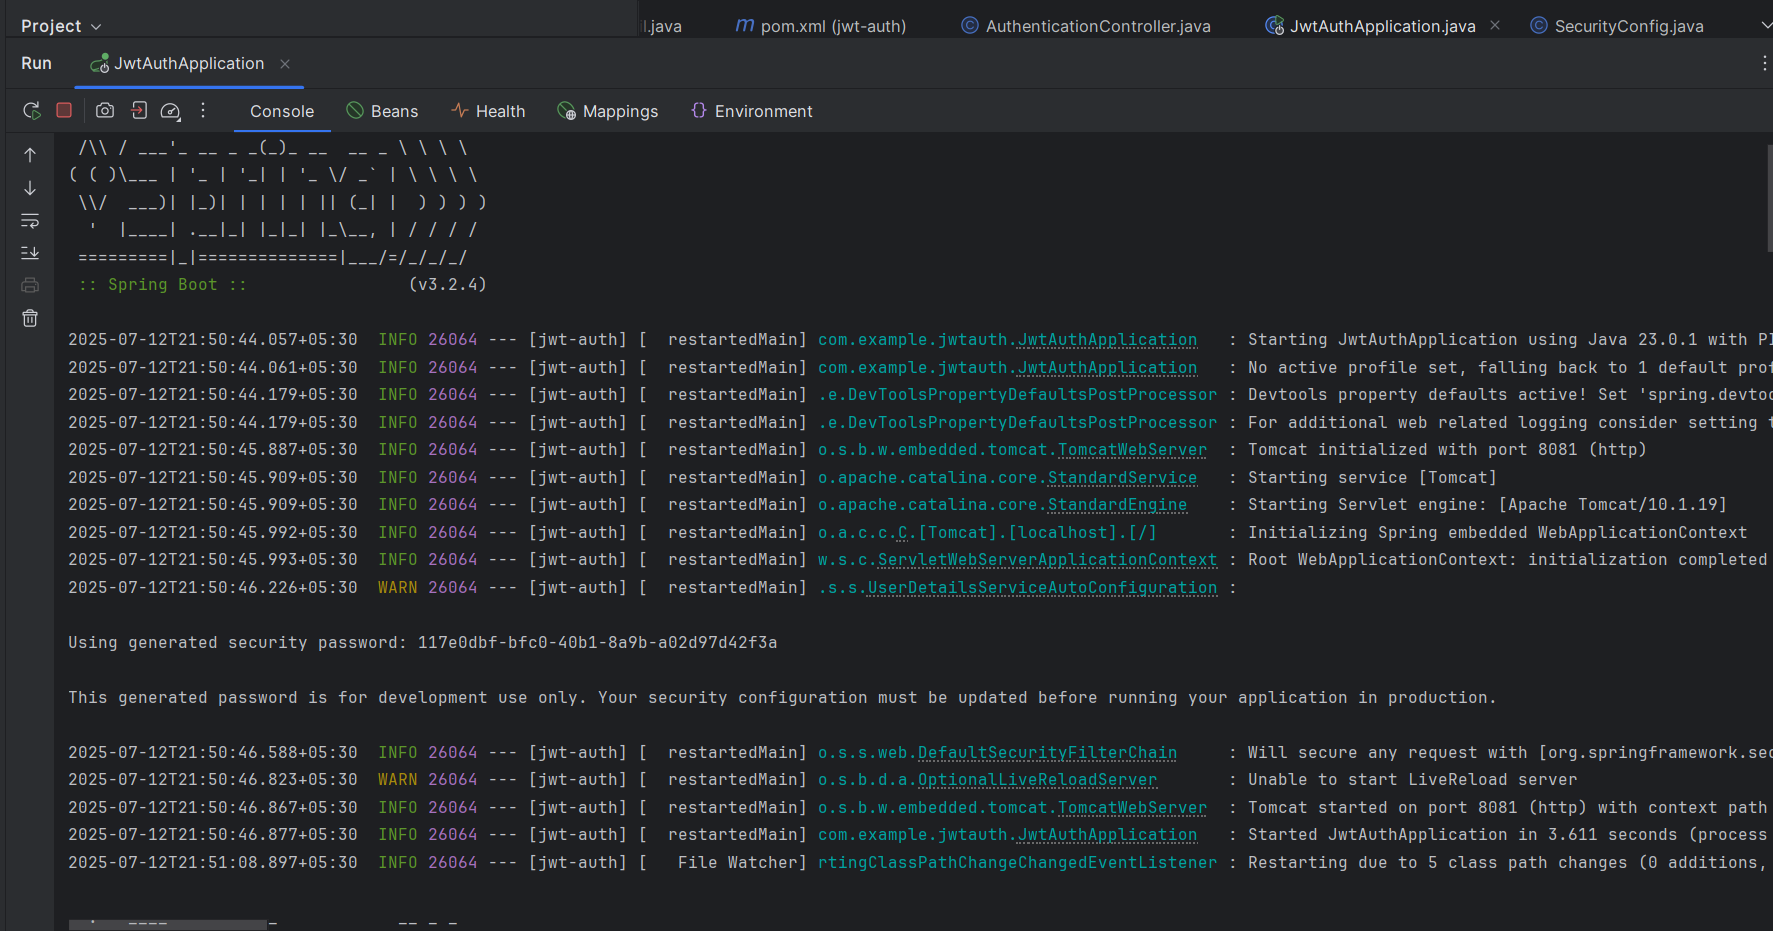 Project
l.java
pom.xml (jwt-auth)
AuthenticationController.java
JwtAuthApplication.java
SecurityConfig.java
Run
JwtAuthApplication
Console
Beans
Health
Mappings
Environment
 /\\ / ___'_ __ _ _(_)_ __  __ _ \ \ \ \
( ( )\___ | '_ | '_| | '_ \/ _` | \ \ \ \
 \\/  ___)| |_)| | | | | || (_| |  ) ) ) )
  '  |____| .__|_| |_|_| |_\__, | / / / /
 =========|_|==============|___/=/_/_/_/
 :: Spring Boot ::                (v3.2.4)
2025-07-12T21:50:44.057+05:30  INFO 26064 --- [jwt-auth] [  restartedMain] com.example.jwtauth.JwtAuthApplication   : Starting JwtAuthApplication using Java 23.0.1 with PI
2025-07-12T21:50:44.061+05:30  INFO 26064 --- [jwt-auth] [  restartedMain] com.example.jwtauth.JwtAuthApplication   : No active profile set, falling back to 1 default prof
2025-07-12T21:50:44.179+05:30  INFO 26064 --- [jwt-auth] [  restartedMain] .e.DevToolsPropertyDefaultsPostProcessor : Devtools property defaults active! Set 'spring.devtoo
2025-07-12T21:50:44.179+05:30  INFO 26064 --- [jwt-auth] [  restartedMain] .e.DevToolsPropertyDefaultsPostProcessor : For additional web related logging consider setting t
2025-07-12T21:50:45.887+05:30  INFO 26064 --- [jwt-auth] [  restartedMain] o.s.b.w.embedded.tomcat.TomcatWebServer  : Tomcat initialized with port 8081 (http)
2025-07-12T21:50:45.909+05:30  INFO 26064 --- [jwt-auth] [  restartedMain] o.apache.catalina.core.StandardService   : Starting service [Tomcat]
2025-07-12T21:50:45.909+05:30  INFO 26064 --- [jwt-auth] [  restartedMain] o.apache.catalina.core.StandardEngine    : Starting Servlet engine: [Apache Tomcat/10.1.19]
2025-07-12T21:50:45.992+05:30  INFO 26064 --- [jwt-auth] [  restartedMain] o.a.c.c.C.[Tomcat].[localhost].[/]       : Initializing Spring embedded WebApplicationContext
2025-07-12T21:50:45.993+05:30  INFO 26064 --- [jwt-auth] [  restartedMain] w.s.c.ServletWebServerApplicationContext : Root WebApplicationContext: initialization completed
2025-07-12T21:50:46.226+05:30  WARN 26064 --- [jwt-auth] [  restartedMain] .s.s.UserDetailsServiceAutoConfiguration :
Using generated security password: 117e0dbf-bfc0-40b1-8a9b-a02d97d42f3a
This generated password is for development use only. Your security configuration must be updated before running your application in production.
2025-07-12T21:50:46.588+05:30  INFO 26064 --- [jwt-auth] [  restartedMain] o.s.s.web.DefaultSecurityFilterChain     : Will secure any request with [org.springframework.sec
2025-07-12T21:50:46.823+05:30  WARN 26064 --- [jwt-auth] [  restartedMain] o.s.b.d.a.OptionalLiveReloadServer       : Unable to start LiveReload server
2025-07-12T21:50:46.867+05:30  INFO 26064 --- [jwt-auth] [  restartedMain] o.s.b.w.embedded.tomcat.TomcatWebServer  : Tomcat started on port 8081 (http) with context path
2025-07-12T21:50:46.877+05:30  INFO 26064 --- [jwt-auth] [  restartedMain] com.example.jwtauth.JwtAuthApplication   : Started JwtAuthApplication in 3.611 seconds (process
2025-07-12T21:51:08.897+05:30  INFO 26064 --- [jwt-auth] [   File Watcher] rtingClassPathChangeChangedEventListener : Restarting due to 5 class path changes (0 additions,